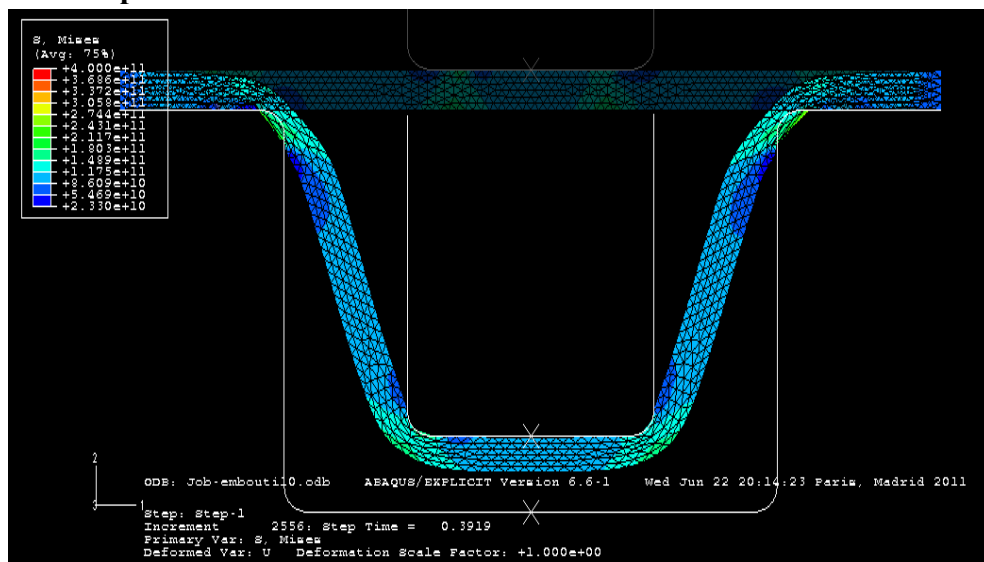 S, Mises
(Avg: 75%)
+4.000e+11
+3.686e+11
+3.372e+11
+3.058e+11
+2.744e+11
+2.431e+11
+2.117e+11
+1.803e+11
+1.489e+11
+1.175e+11
+8.609e+10
+5.469e+10
+2.330e+10
2
3 1
ODB: Job-embouti10.odb ABAQUS/EXPLICIT Version 6.6-1 Wed Jun 22 20:14:23 Paris, Madrid 2011
Step: Step-1
Increment 2556: Step Time = 0.3919
Primary Var: S, Mises
Deformed Var: U Deformation Scale Factor: +1.000e+00